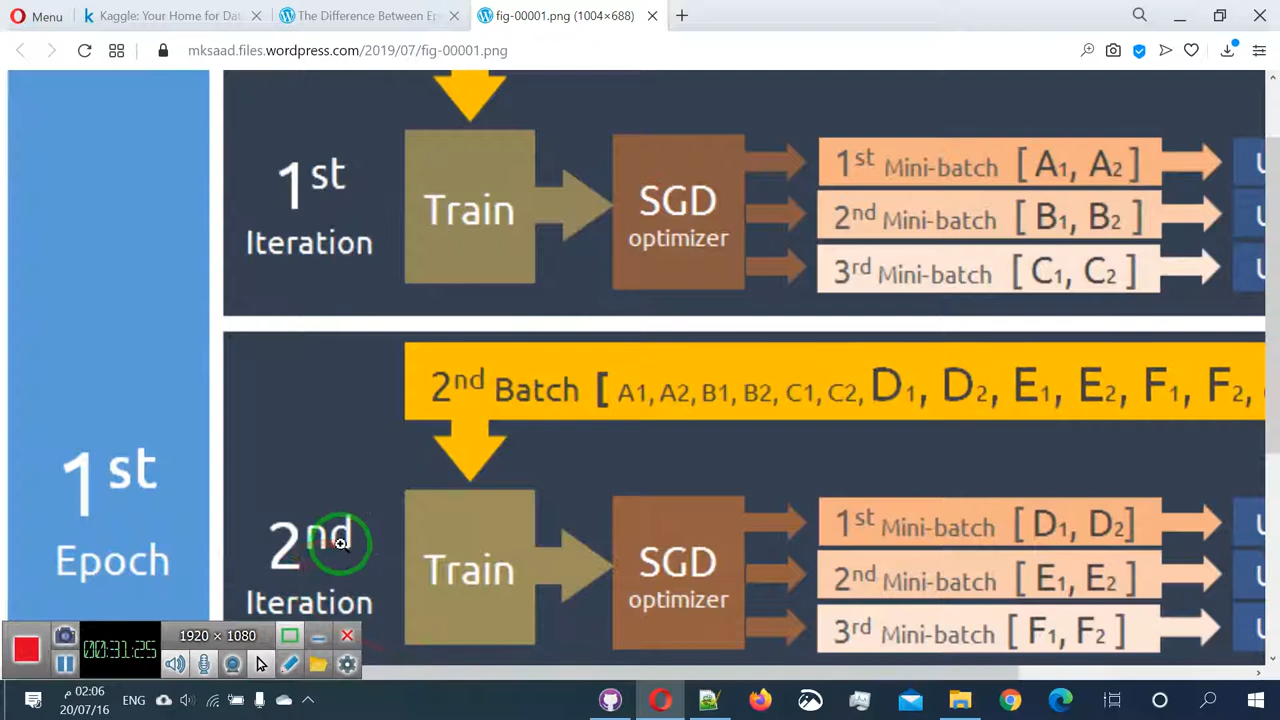 Menu
Kaggle: Your Home for Dat
The Difference Between Ep
fig-00001.png (1004×688)
mksaad.files.wordpress.com/2019/07/fig-00001.png
1st
Iteration
Train
SGD
optimizer
1st Mini-batch [ A1, A2 ]
2nd Mini-batch [ B1, B2 ]
3rd Mini-batch [ C1, C2 ]
2nd Batch [ A1, A2, B1, B2, C1, C2, D1, D2, E1, E2, F1, F2,
1st
Epoch
2nd
Iteration
Train
SGD
optimizer
1st Mini-batch [ D1, D2]
2nd Mini-batch [ E1, E2 ]
3rd Mini-batch [ F1, F2 ]
00:31:25
1920 × 1080
ENG
02:06 م
20/07/16